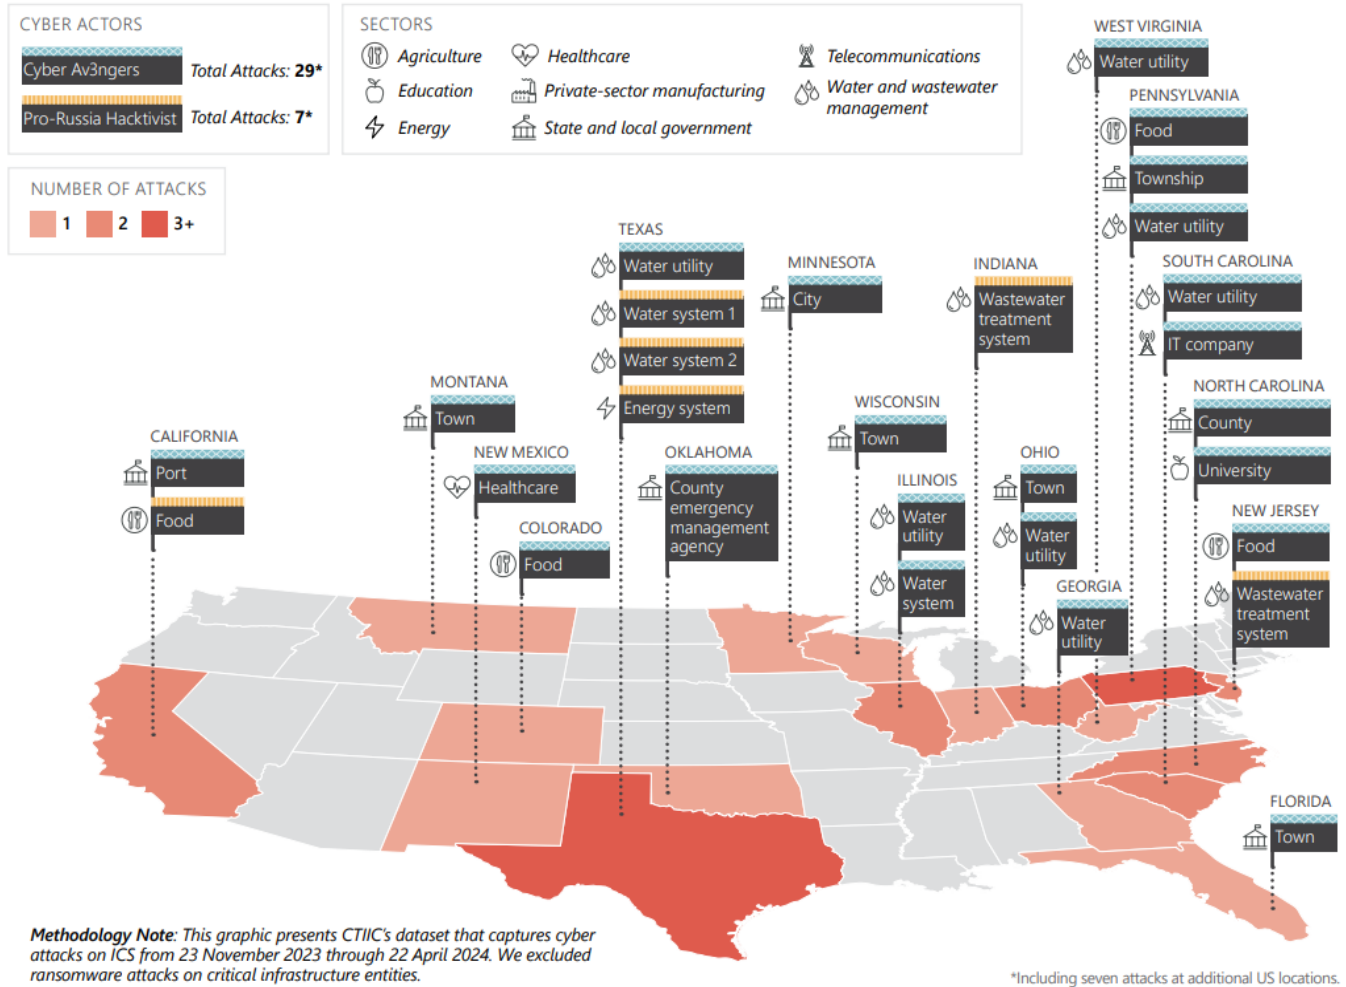 CYBER ACTORS
Cyber Av3ngers
Total Attacks: 29*
Pro-Russia Hacktivist
Total Attacks: 7*
SECTORS
Agriculture
Education
Energy
Healthcare
Private-sector manufacturing
State and local government
Telecommunications
Water and wastewater
management
NUMBER OF ATTACKS
1
2
3+
CALIFORNIA
Port
Food
MONTANA
Town
NEW MEXICO
Healthcare
COLORADO
Food
TEXAS
Water utility
Water system 1
Water system 2
Energy system
OKLAHOMA
County
emergency
management
agency
MINNESOTA
City
WISCONSIN
Town
ILLINOIS
Water
utility
Water
system
INDIANA
Wastewater
treatment
system
OHIO
Town
Water
utility
GEORGIA
Water
utility
WEST VIRGINIA
Water utility
PENNSYLVANIA
Food
Township
Water utility
SOUTH CAROLINA
Water utility
IT company
NORTH CAROLINA
County
University
NEW JERSEY
Food
Wastewater
treatment
system
FLORIDA
Town
Methodology Note: This graphic presents CTIIC's dataset that captures cyber
attacks on ICS from 23 November 2023 through 22 April 2024. We excluded
ransomware attacks on critical infrastructure entities.
*Including seven attacks at additional US locations.